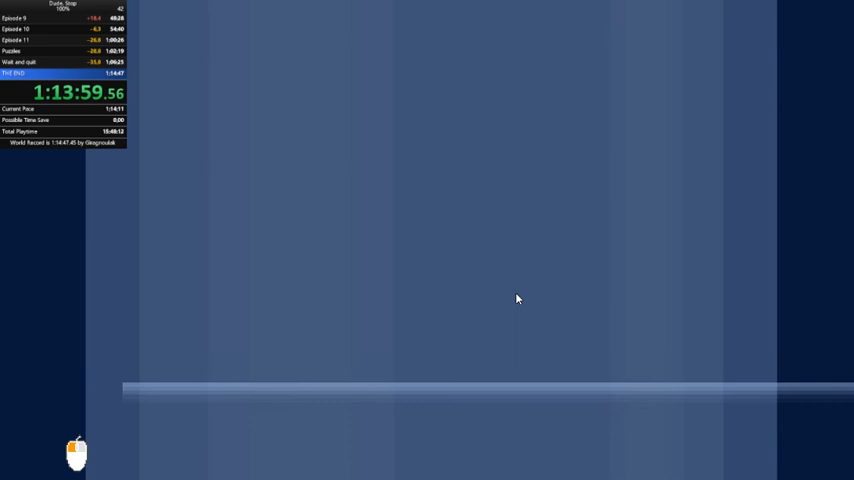 Dude, Stop
100% 42
Episode 9 +18,4 49:28
Episode 10 -8,3 54:40
Episode 11 -26,6 1:00:26
Puzzles -28,8 1:02:19
Wait and quit -35,8 1:06:25
THE END 1:14:47
1:13:59.56
Current Pace 1:14:11
Possible Time Save 0,00
Total Playtime 15:48:12
World Record is 1:14:47.45 by Gkognoulak